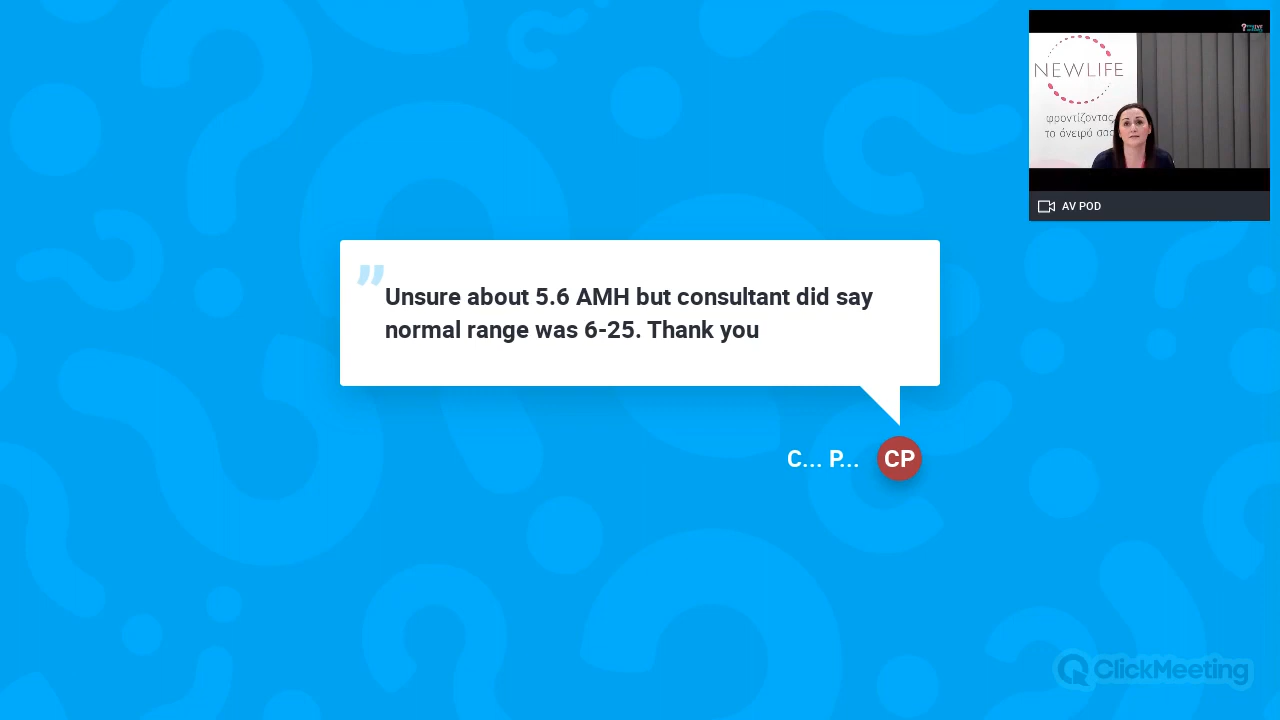 NEWLIFE
φροντίζοντας
το όνειρό σας
AV POD
”
Unsure about 5.6 AMH but consultant did say
normal range was 6-25. Thank you
C... P...
CP
ClickMeeting